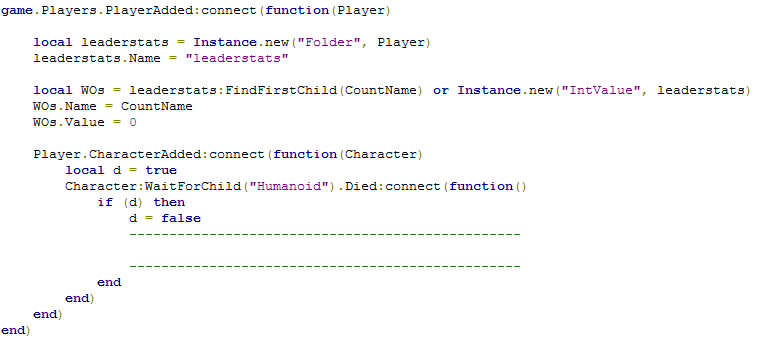 game.Players.PlayerAdded:connect(function(Player)
local leaderstats = Instance.new("Folder", Player)
leaderstats.Name = "leaderstats"
local WOs = leaderstats:FindFirstChild(CountName) or Instance.new("IntValue", leaderstats)
WOs.Name = CountName
WOs.Value = 0
Player.CharacterAdded:connect(function(Character)
local d = true
Character:WaitForChild("Humanoid").Died:connect(function()
if (d) then
d = false
-------------------------------------------------
-------------------------------------------------
end
end)
end)
end)